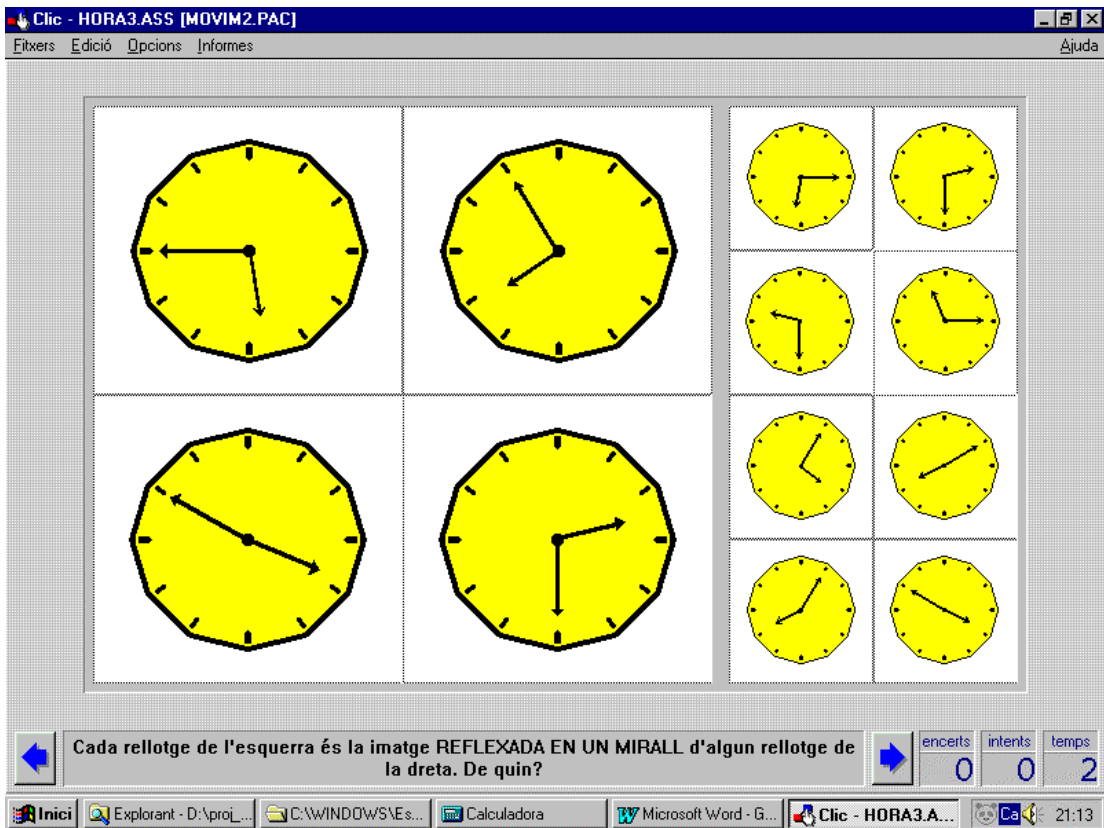 Clic - HORA3.ASS [MOVIM2.PAC]
Fitxers Edició Opcions Informes Ajuda
Cada rellotge de l'esquerra és la imatge REFLEXADA EN UN MIRALL d'algun rellotge de
la dreta. De quin?
encerts intents temps
0 0 2
Inici Explorant - D:\proj_... C:\WINDOWS\Es... Calculadora Microsoft Word - G... Clic - HORA3.A... Ca 21:13